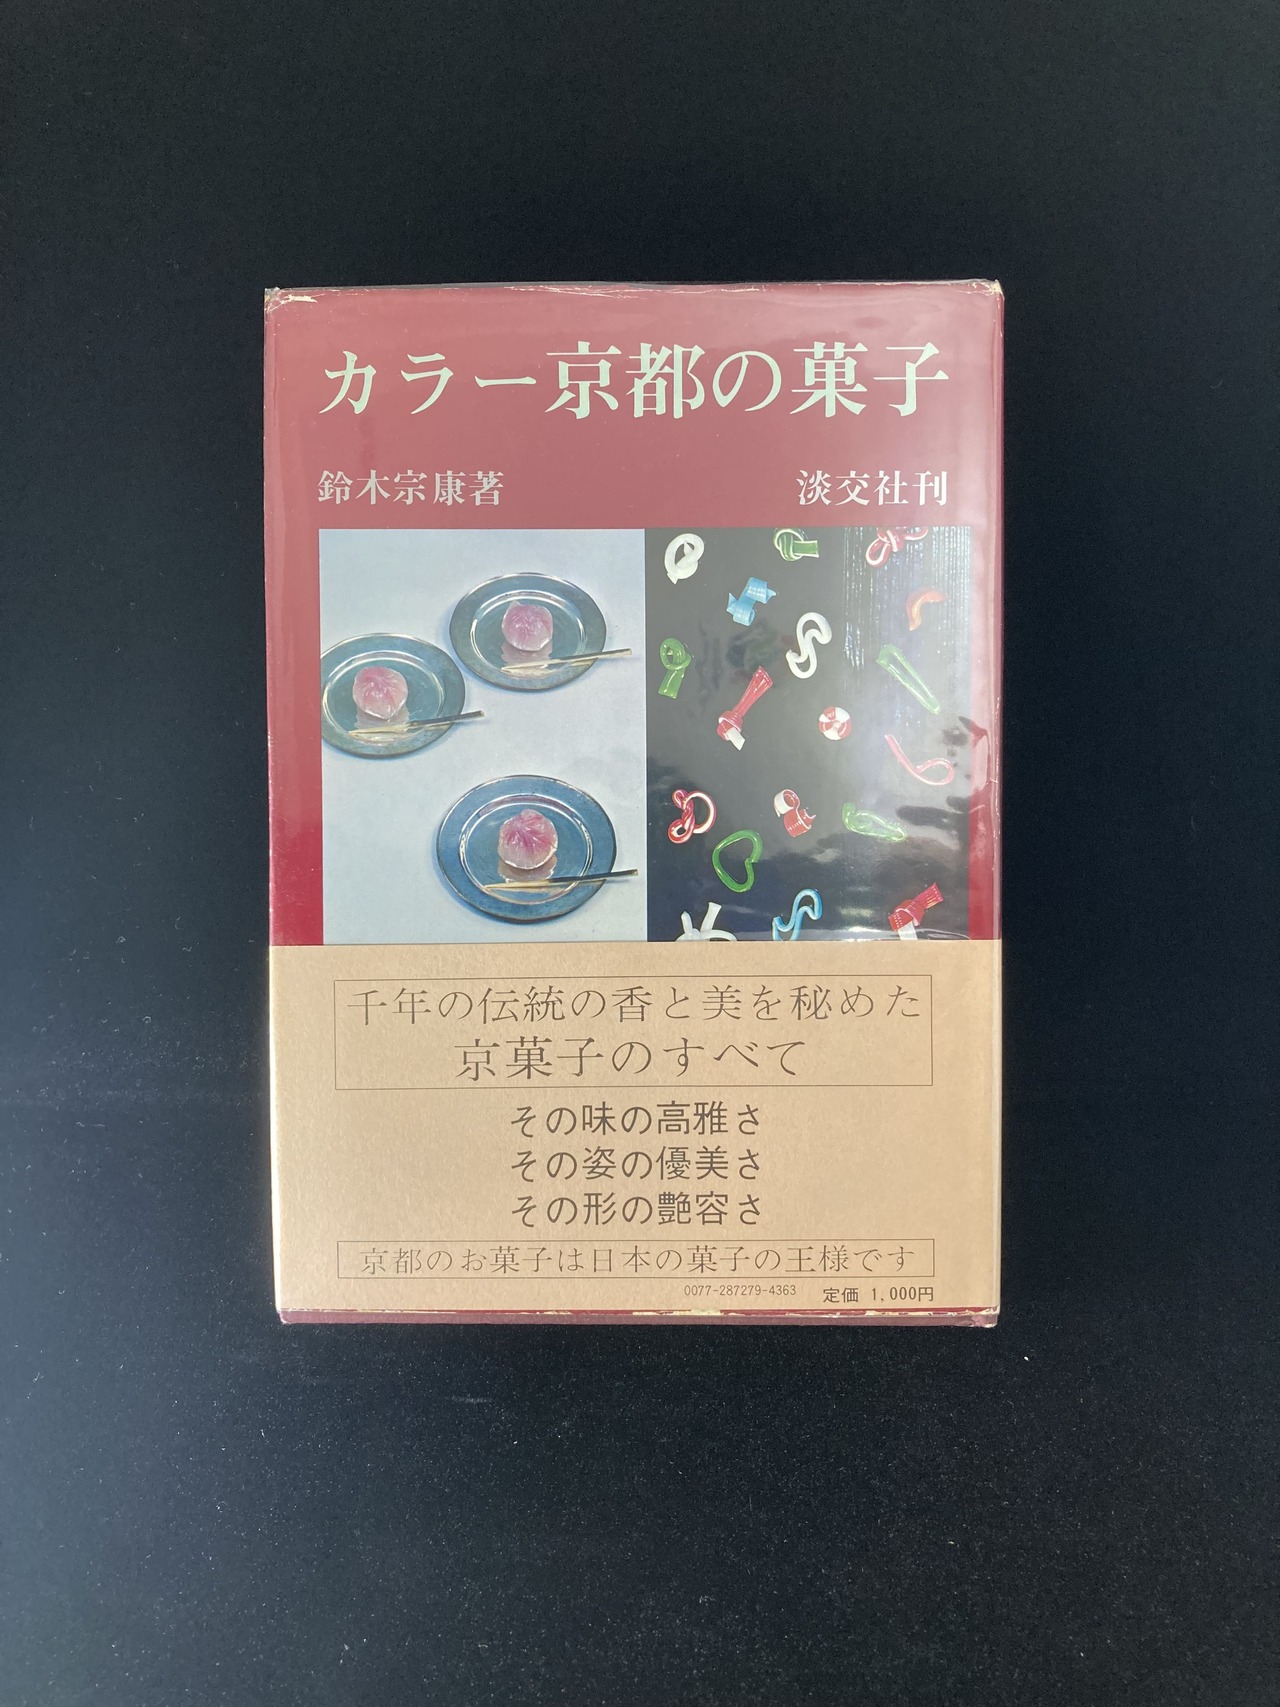 カラー京都の菓子
鈴木宗康著
淡交社刊
千年の伝統の香と美を秘めた
京菓子のすべて
その味の高雅さ
その姿の優美さ
その形の艶容さ
京都のお菓子は日本の菓子の王様です
0077-287279-4363
定価 1,000円